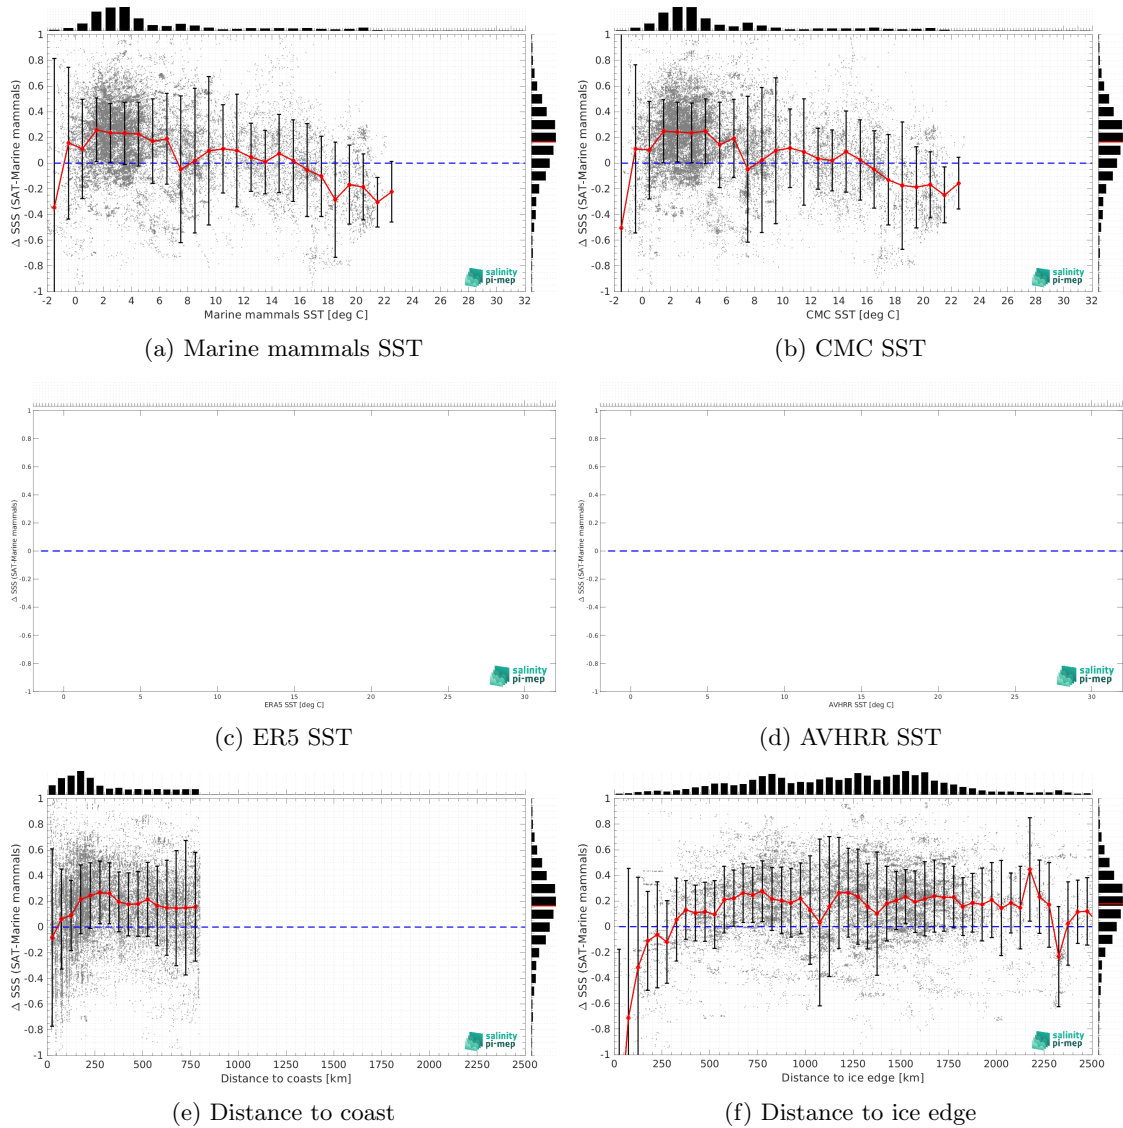 1
0.8
0.6
0.4
0.2
0
-0.2
-0.4
-0.6
-0.8
-1
Δ SSS (SAT-Marine mammals)
-2 0 2 4 6 8 10 12 14 16 18 20 22 24 26 28 30 32
Marine mammals SST [deg C]
salinity
pi-mep
(a) Marine mammals SST
1
0.8
0.6
0.4
0.2
0
-0.2
-0.4
-0.6
-0.8
-1
Δ SSS (SAT-Marine mammals)
-2 0 2 4 6 8 10 12 14 16 18 20 22 24 26 28 30 32
CMC SST [deg C]
salinity
pi-mep
(b) CMC SST
1
0.8
0.6
0.4
0.2
0
-0.2
-0.4
-0.6
-0.8
-1
Δ SSS (SAT-Marine mammals)
0 5 10 15 20 25 30
ERA5 SST [deg C]
salinity
pi-mep
(c) ER5 SST
1
0.8
0.6
0.4
0.2
0
-0.2
-0.4
-0.6
-0.8
-1
Δ SSS (SAT-Marine mammals)
0 5 10 15 20 25 30
AVHRR SST [deg C]
salinity
pi-mep
(d) AVHRR SST
1
0.8
0.6
0.4
0.2
0
-0.2
-0.4
-0.6
-0.8
-1
Δ SSS (SAT-Marine mammals)
0 250 500 750 1000 1250 1500 1750 2000 2250 2500
Distance to coasts [km]
salinity
pi-mep
(e) Distance to coast
1
0.8
0.6
0.4
0.2
0
-0.2
-0.4
-0.6
-0.8
-1
Δ SSS (SAT-Marine mammals)
0 250 500 750 1000 1250 1500 1750 2000 2250 2500
Distance to ice edge [km]
salinity
pi-mep
(f) Distance to ice edge